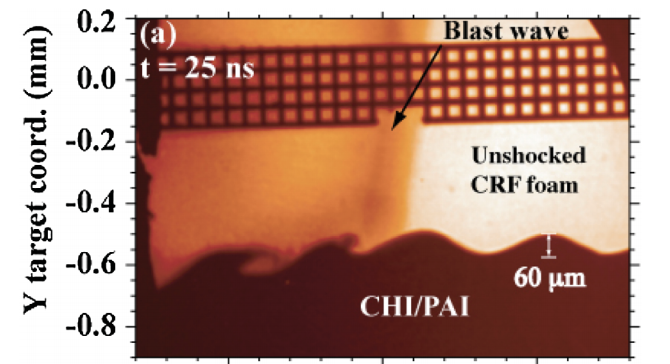 (a)
t = 25 ns
Blast wave
Unshocked
CRF foam
60 μm
CHI/PAI
Y target coord. (mm)
0.2
0.0
-0.2
-0.4
-0.6
-0.8